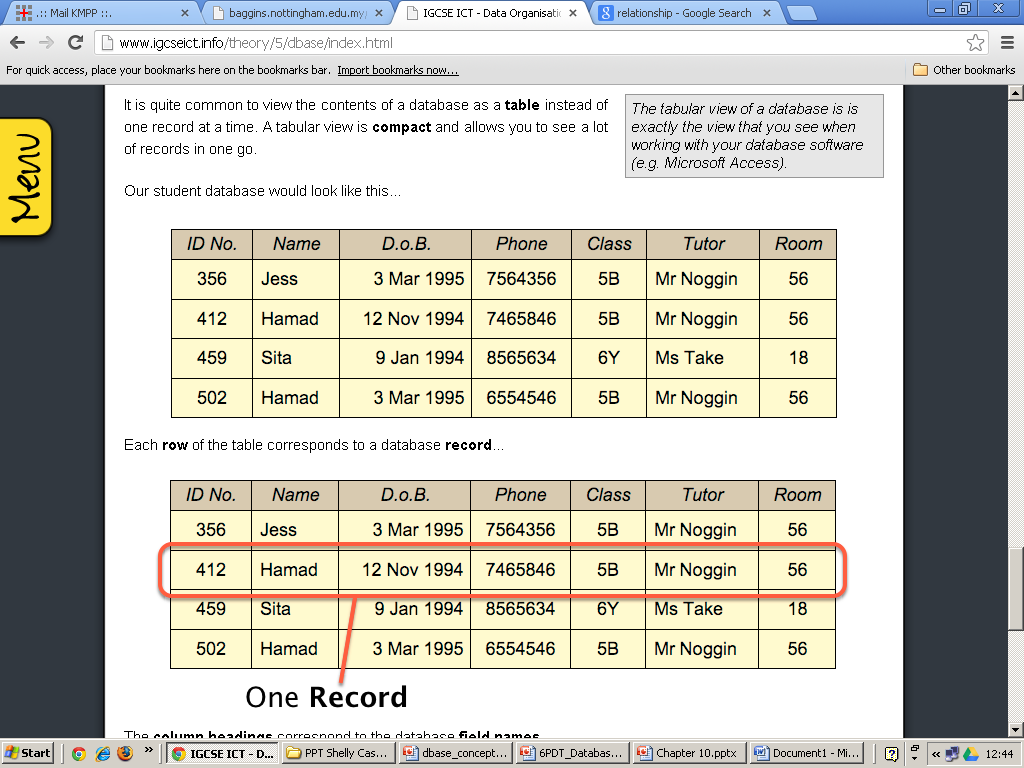 .:: Mail KMPP ::.
baggins.nottingham.edu.my/
IGCSE ICT - Data Organisatio
relationship - Google Search
www.igcseict.info/theory/5/dbase/index.html
For quick access, place your bookmarks here on the bookmarks bar. Import bookmarks now...
Other bookmarks
Menu
It is quite common to view the contents of a database as a table instead of
one record at a time. A tabular view is compact and allows you to see a lot
of records in one go.
The tabular view of a database is is
exactly the view that you see when
working with your database software
(e.g. Microsoft Access).
Our student database would look like this...
ID No. Name D.o.B. Phone Class Tutor Room
356 Jess 3 Mar 1995 7564356 5B Mr Noggin 56
412 Hamad 12 Nov 1994 7465846 5B Mr Noggin 56
459 Sita 9 Jan 1994 8565634 6Y Ms Take 18
502 Hamad 3 Mar 1995 6554546 5B Mr Noggin 56
Each row of the table corresponds to a database record...
ID No. Name D.o.B. Phone Class Tutor Room
356 Jess 3 Mar 1995 7564356 5B Mr Noggin 56
412 Hamad 12 Nov 1994 7465846 5B Mr Noggin 56
459 Sita 9 Jan 1994 8565634 6Y Ms Take 18
502 Hamad 3 Mar 1995 6554546 5B Mr Noggin 56
One Record
The column headings correspond to the database field names
Start
IGCSE ICT - D...
PPT Shelly Cas...
dbase_concept...
6PDT_Databas...
Chapter 10.pptx
Document1 - Mi...
12:44